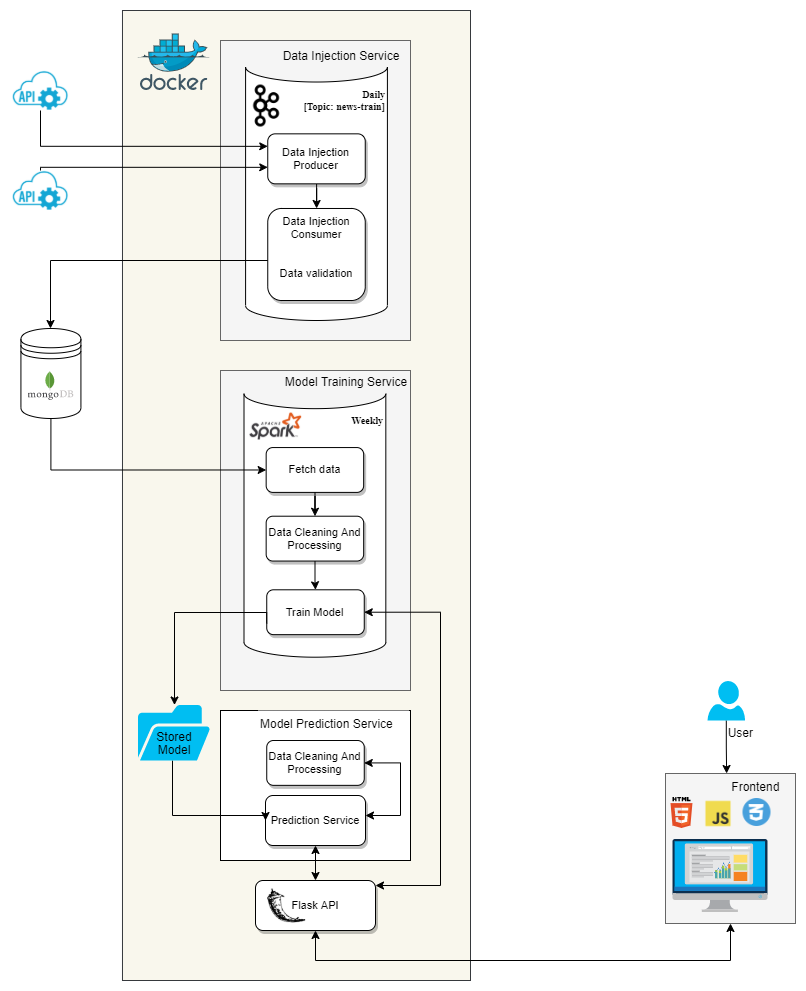 docker
Data Injection Service
Daily
[Topic: news-train]
API
Data Injection
Producer
API
Data Injection
Consumer
Data validation
mongoDB
Model Training Service
APACHE
Spark
Weekly
Fetch data
Data Cleaning And
Processing
Train Model
Stored
Model
Model Prediction Service
Data Cleaning And
Processing
Prediction Service
Flask API
User
Frontend
HTML
5
JS
3